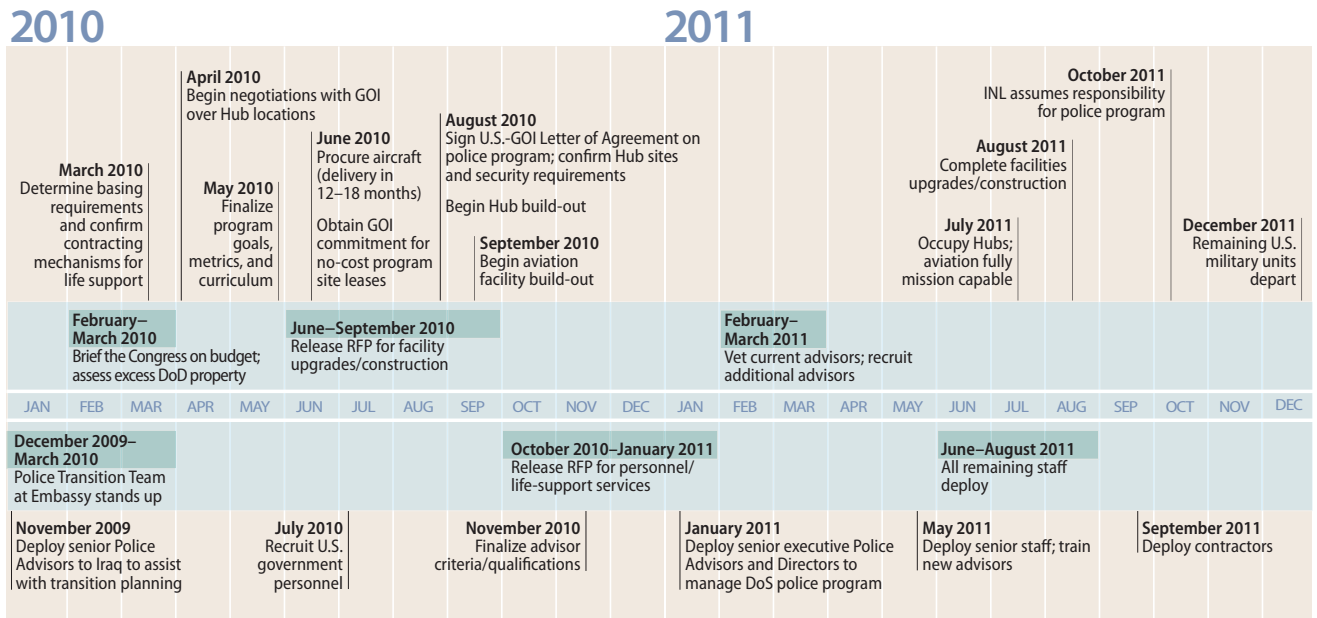 2010
2011
April 2010
Begin negotiations with GOI
over Hub locations
March 2010
Determine basing
requirements
and confirm
contracting
mechanisms for
life support
May 2010
Finalize
program
goals,
metrics, and
curriculum
June 2010
Procure aircraft
(delivery in
12–18 months)
Obtain GOI
commitment for
no-cost program
site leases
August 2010
Sign U.S.-GOI Letter of Agreement on
police program; confirm Hub sites
and security requirements
Begin Hub build-out
September 2010
Begin aviation
facility build-out
October 2011
INL assumes responsibility
for police program
August 2011
Complete facilities
upgrades/construction
July 2011
Occupy Hubs;
aviation fully
mission capable
December 2011
Remaining U.S.
military units
depart
February–
March 2010
Brief the Congress on budget;
assess excess DoD property
June–September 2010
Release RFP for facility
upgrades/construction
February–
March 2011
Vet current advisors; recruit
additional advisors
JAN FEB MAR APR MAY JUN JUL AUG SEP OCT NOV DEC JAN FEB MAR APR MAY JUN JUL AUG SEP OCT NOV DEC
December 2009–
March 2010
Police Transition Team
at Embassy stands up
October 2010–January 2011
Release RFP for personnel/
life-support services
June–August 2011
All remaining staff
deploy
November 2009
Deploy senior Police
Advisors to Iraq to assist
with transition planning
July 2010
Recruit U.S.
government
personnel
November 2010
Finalize advisor
criteria/qualifications
January 2011
Deploy senior executive Police
Advisors and Directors to
manage DoS police program
May 2011
Deploy senior staff; train
new advisors
September 2011
Deploy contractors